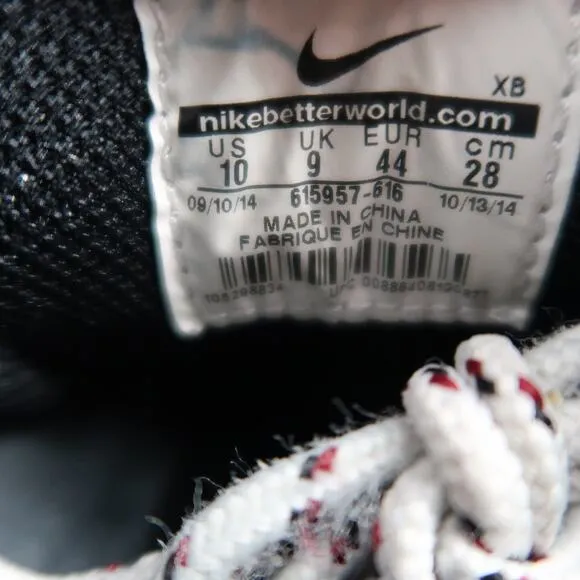 XB
nikebetterworld.com
US UK EUR cm
10 9 44 28
09/10/14 615957-616 10/13/14
MADE IN CHINA
FABRIQUE EN CHINE